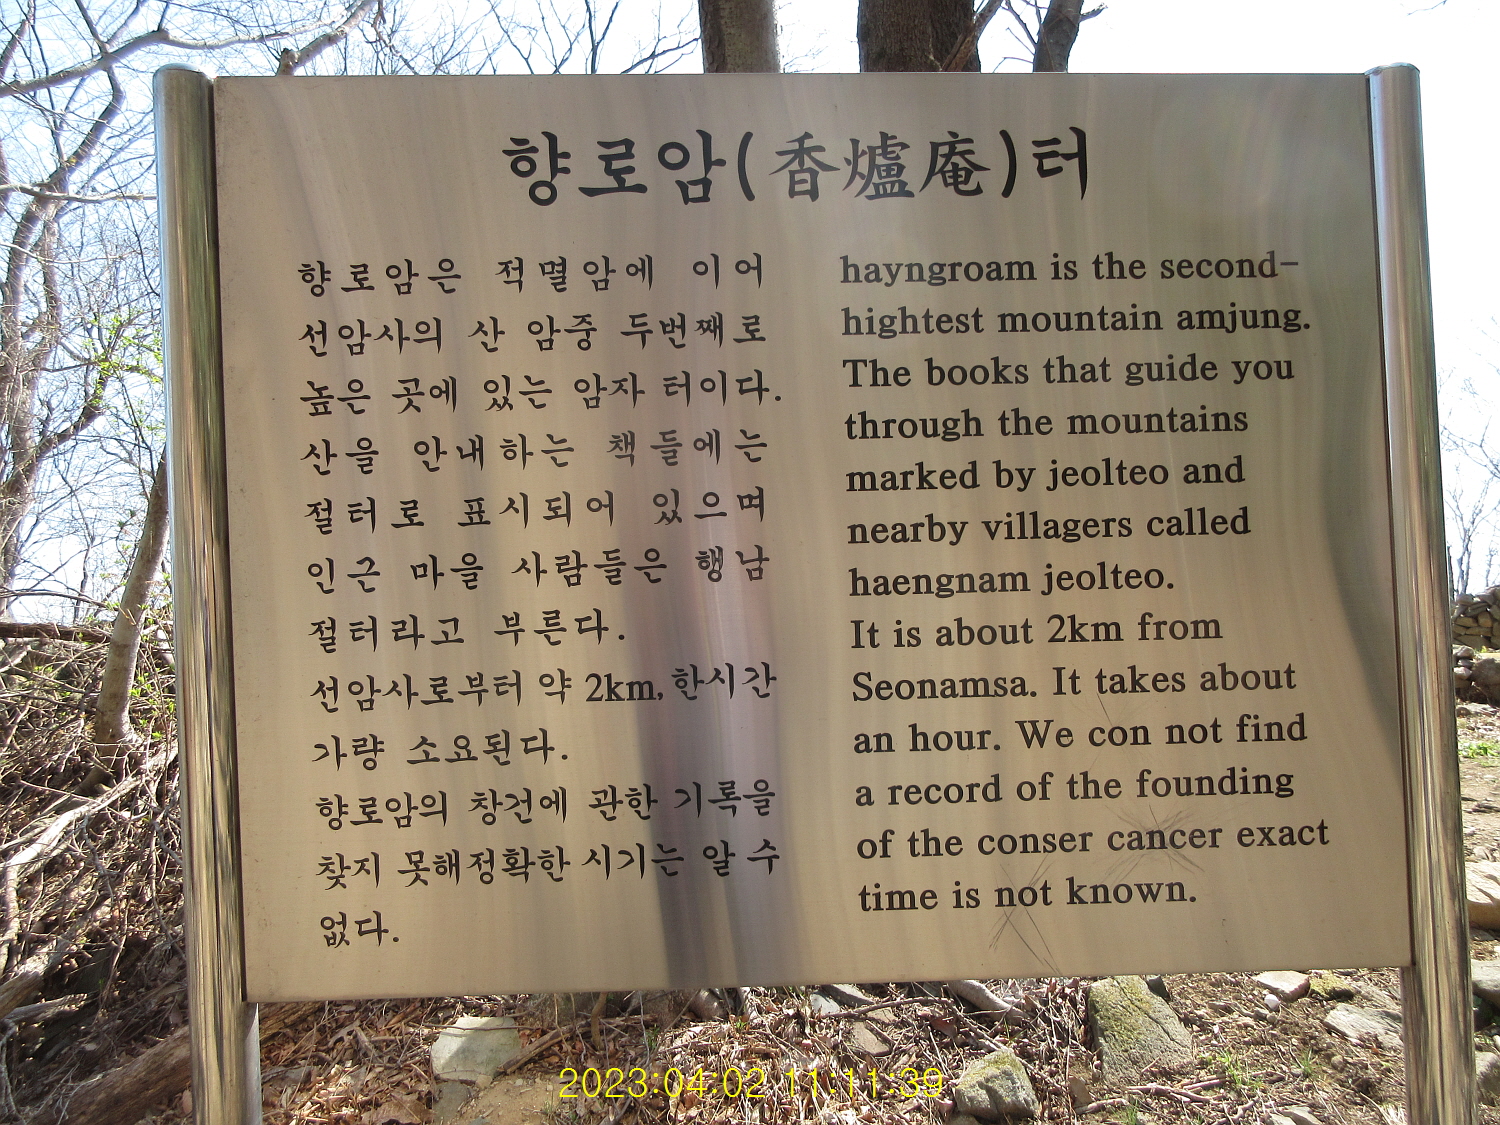 향로암(香爐庵)터
향로암은 적멸암에 이어
선암사의 산 암중 두번째로
높은 곳에 있는 암자 터이다.
산을 안내하는 책들에는
절터로 표시되어 있으며
인근 마을 사람들은 행남
절터라고 부른다.
선암사로부터 약 2km, 한시간
가량 소요된다.
향로암의 창건에 관한 기록을
찾지 못해정확한 시기는 알 수
없다.
hayngroam is the second-
hightest mountain amjung.
The books that guide you
through the mountains
marked by jeolteo and
nearby villagers called
haengnam jeolteo.
It is about 2km from
Seonamsa. It takes about
an hour. We con not find
a record of the founding
of the conser cancer exact
time is not known.
2023:04:02 11:11:39